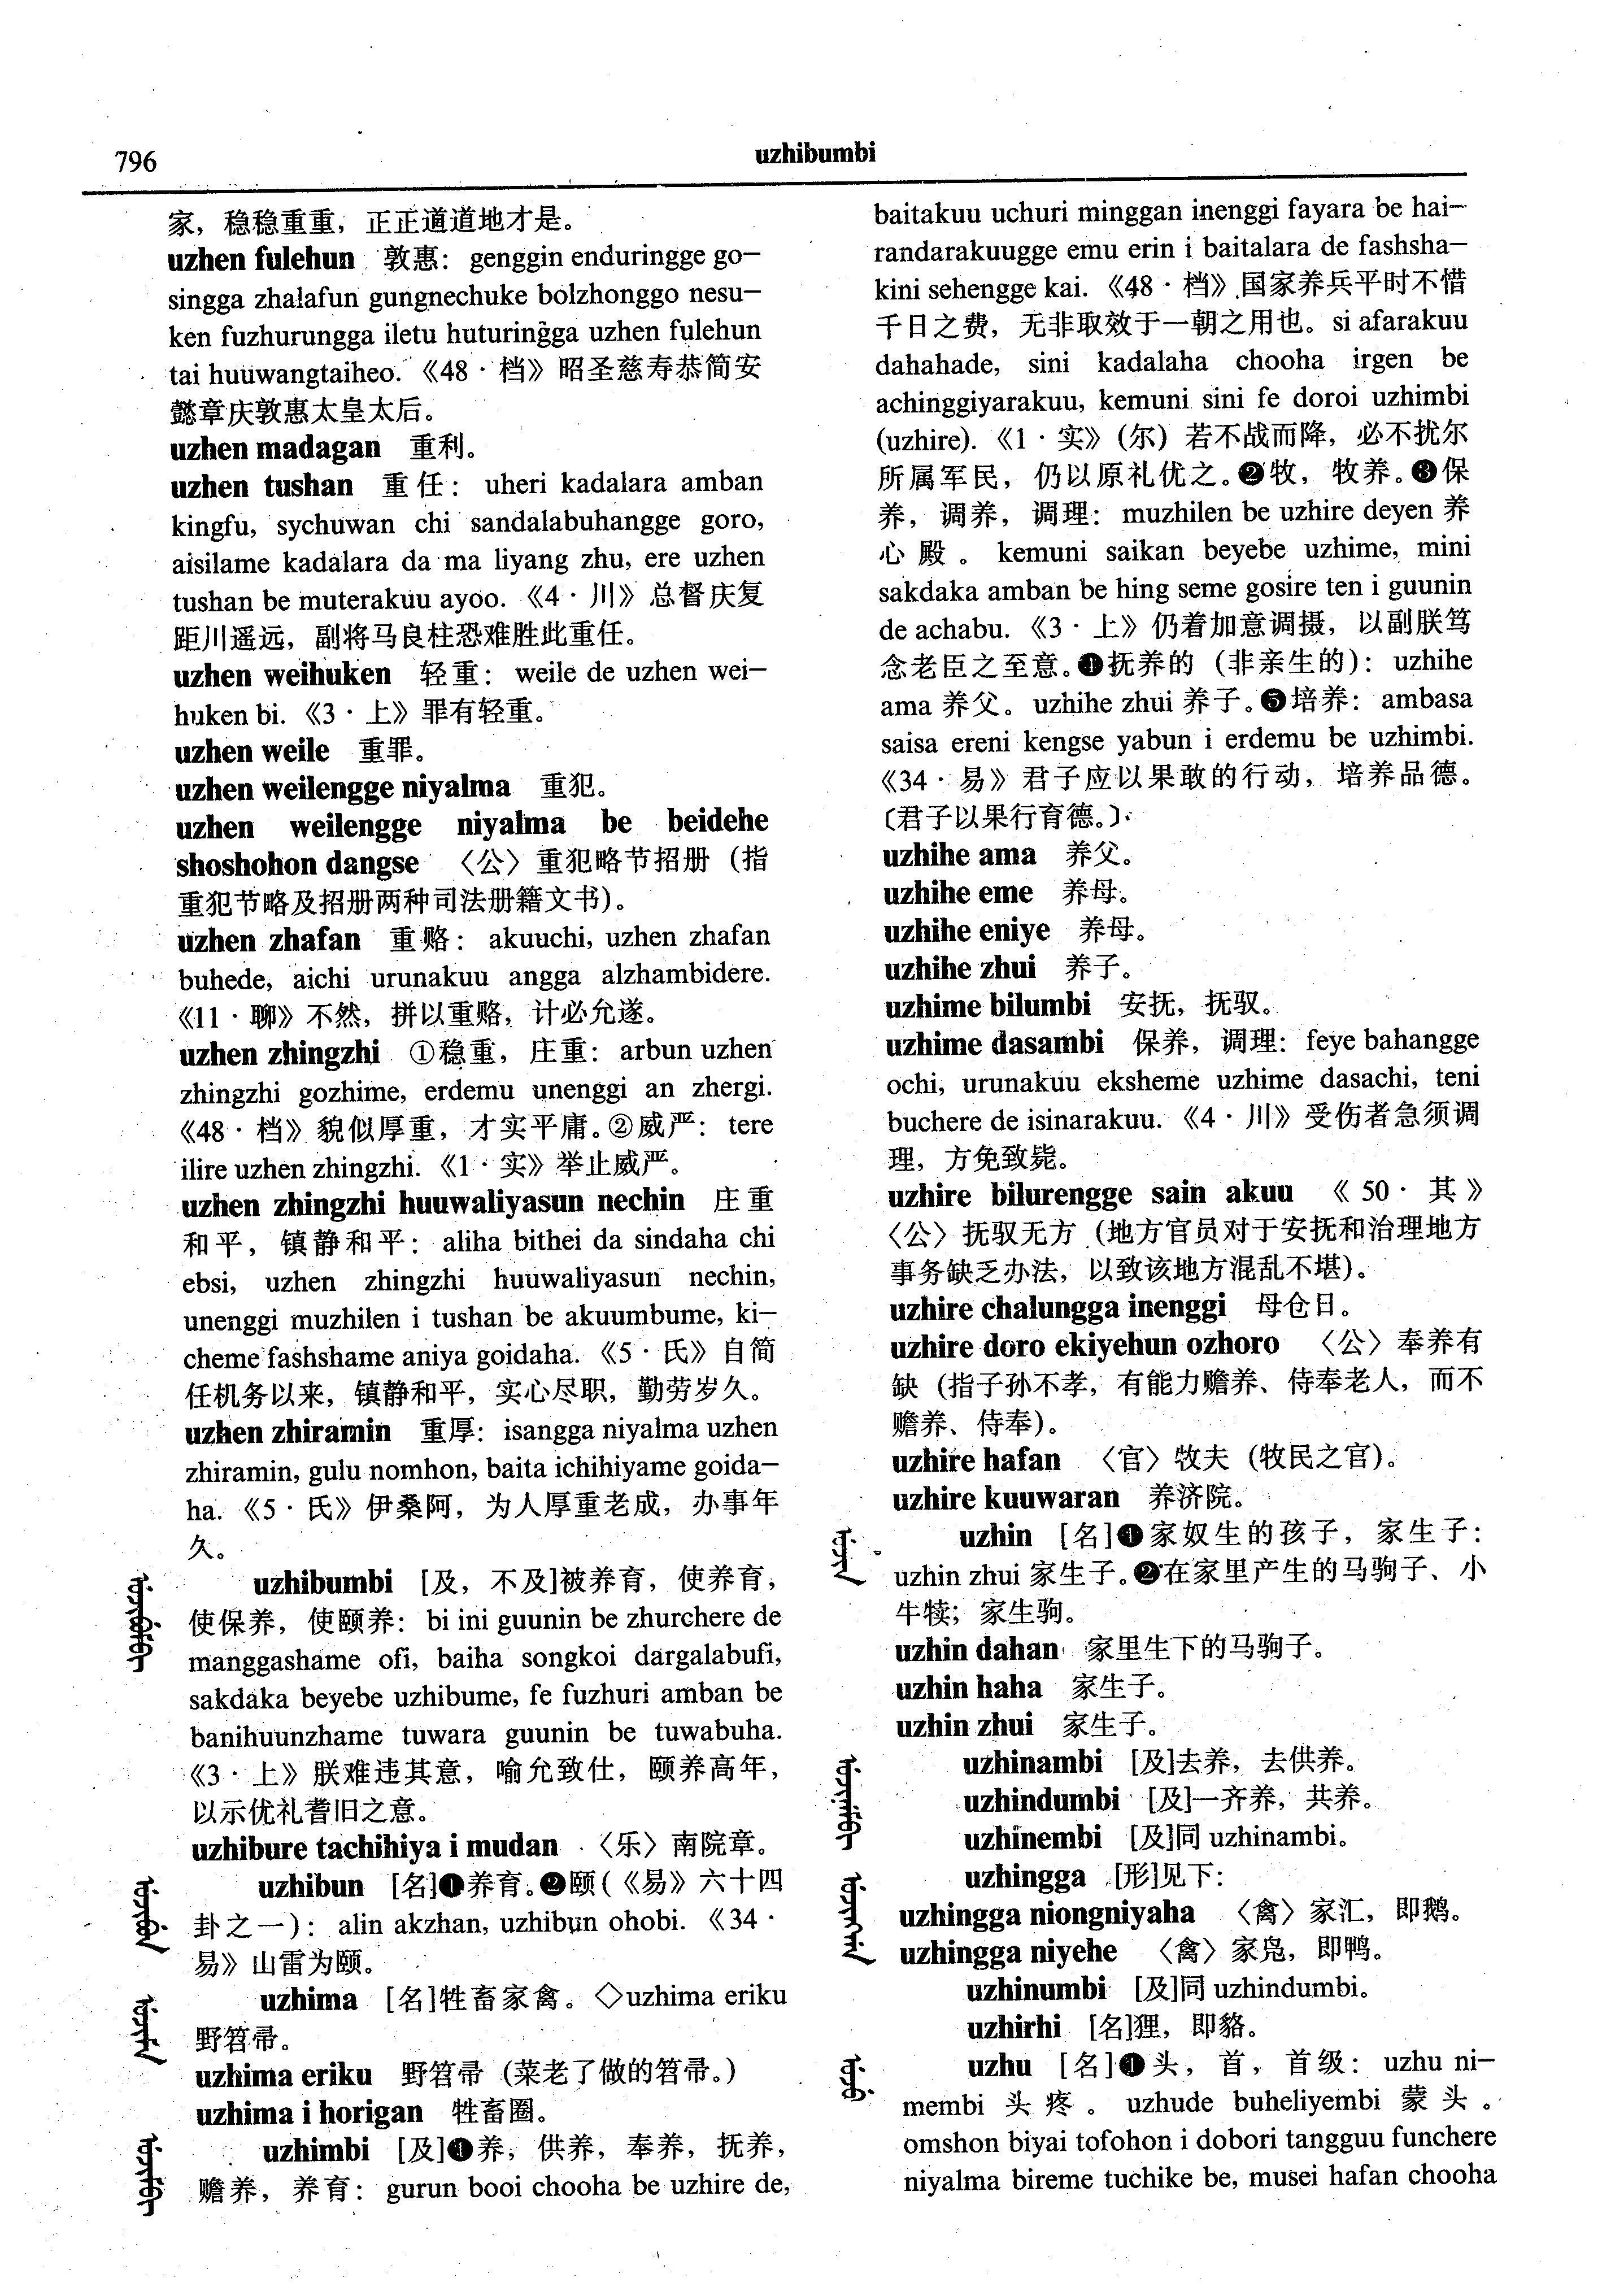 796
uzhibumbi
家，稳稳重重，正正道道地才是。
uzhen fulehun 敦惠：genggin enduringge go-
singga zhalafun gungnechuke bolzhonggo nesu-
ken fuzhurungga iletu huturingga uzhen fulehun
tai huuwangtaiheo.《48·档》昭圣慈寿恭简安
懿章庆敦惠太皇太后。
uzhen madagan 重利。
uzhen tushan 重任：uheri kadalara amban
kingfu, sychuwan chi sandalabuhangge goro,
aisilame kadalara da ma liyang zhu, ere uzhen
tushan be muterakuu ayoo.《4·川》总督庆复
距川遥远，副将马良柱恐难胜此重任。
uzhen weihuken 轻重：weile de uzhen wei-
huken bi.《3·上》罪有轻重。
uzhen weile 重罪。
uzhen weilengge niyalma 重犯。
uzhen weilengge niyalma be beidehe
shoshohon dangse 〈公〉重犯略节招册（指
重犯节略及招册两种司法册籍文书)。
uzhen zhafan 重赂：akuuchi, uzhen zhafan
buhede, aichi urunakuu angga alzhambidere.
《11·聊》不然，拼以重赂，计必允遂。
uzhen zhingzhi ①稳重，庄重：arbun uzhen
zhingzhi gozhime, erdemu unenggi an zhergi.
《48·档》貌似厚重，才实平庸。②威严：tere
ilire uzhen zhingzhi.《1·实》举止威严。
uzhen zhingzhi huuwaliyasun nechin 庄重
和平，镇静和平：aliha bithei da sindaha chi
ebsi, uzhen zhingzhi huuwaliyasun nechin,
unenggi muzhilen i tushan be akuumbume, ki-
cheme fashshame aniya goidaha.《5·氏》自简
任机务以来，镇静和平，实心尽职，勤劳岁久。
uzhen zhiramin 重厚：isangga niyalma uzhen
zhiramin, gulu nomhon, baita ichihiyame goida-
ha.《5·氏》伊桑阿，为人厚重老成，办事年
久。
uzhibumbi [及，不及]被养育，使养育，
使保养，使颐养：bi ini guunin be zhurchere de
manggashame ofi, baiha songkoi dargalabufi,
sakdaka beyebe uzhibume, fe fuzhuri amban be
banihuunzhame tuwara guunin be tuwabuha.
《3·上》朕难违其意，喻允致仕，颐养高年，
以示优礼耆旧之意。
uzhibure tachihiya i mudan 〈乐〉南院章。
uzhibun [名]❶养育。❷颐(《易》六十四
卦之一)：alin akzhan, uzhibun ohobi.《34·
易》山雷为颐。
uzhima [名]牲畜家禽。◇uzhima eriku
野笤帚。
uzhima eriku 野笤帚（菜老了做的笤帚。)
uzhima i horigan 牲畜圈。
uzhimbi [及]❶养，供养，奉养，抚养，
赡养，养育：gurun booi chooha be uzhire de,
baitakuu uchuri minggan inenggi fayara be hai-
randarakuugge emu erin i baitalara de fashsha-
kini sehengge kai.《48·档》国家养兵平时不惜
千日之费，无非取效于一朝之用也。si afarakuu
dahahade, sini kadalaha chooha irgen be
achinggiyarakuu, kemuni sini fe doroi uzhimbi
(uzhire).《1·实》(尔）若不战而降，必不扰尔
所属军民，仍以原礼优之。❷牧，牧养。❸保
养，调养，调理：muzhilen be uzhire deyen 养
心殿。kemuni saikan beyebe uzhime, mini
sakdaka amban be hing seme gosire ten i guunin
de achabu.《3·上》仍着加意调摄，以副朕笃
念老臣之至意。❹抚养的（非亲生的)：uzhihe
ama 养父。uzhihe zhui 养子。❺培养：ambasa
saisa ereni kengse yabun i erdemu be uzhimbi.
《34·易》君子应以果敢的行动，培养品德。
〔君子以果行育德。〕
uzhihe ama 养父。
uzhihe eme 养母。
uzhihe eniye 养母。
uzhihe zhui 养子。
uzhime bilumbi 安抚，抚驭。
uzhime dasambi 保养，调理：feye bahangge
ochi, urunakuu eksheme uzhime dasachi, teni
buchere de isinarakuu.《4·川》受伤者急须调
理，方免致毙。
uzhire bilurengge sain akuu 《50·其》
〈公〉抚驭无方（地方官员对于安抚和治理地方
事务缺乏办法，以致该地方混乱不堪)。
uzhire chalungga inenggi 母仓日。
uzhire doro ekiyehun ozhoro 〈公〉奉养有
缺（指子孙不孝，有能力赡养、侍奉老人，而不
赡养、侍奉)。
uzhire hafan 〈官〉牧夫（牧民之官)。
uzhire kuuwaran 养济院。
uzhin [名]❶家奴生的孩子，家生子：
uzhin zhui 家生子。❷在家里产生的马驹子、小
牛犊；家生驹。
uzhin dahan 家里生下的马驹子。
uzhin haha 家生子。
uzhin zhui 家生子。
uzhinambi [及]去养，去供养。
uzhindumbi [及]一齐养，共养。
uzhinembi [及]同 uzhinambi。
uzhingga [形]见下：
uzhingga niongniyaha 〈禽〉家汇，即鹅。
uzhingga niyehe 〈禽〉家凫，即鸭。
uzhinumbi [及]同 uzhindumbi。
uzhirhi [名]狸，即貉。
uzhu [名]❶头，首，首级：uzhu ni-
membi 头疼。uzhude buheliyembi 蒙头。
omshon biyai tofohon i dobori tangguu funchere
niyalma bireme tuchike be, musei hafan chooha